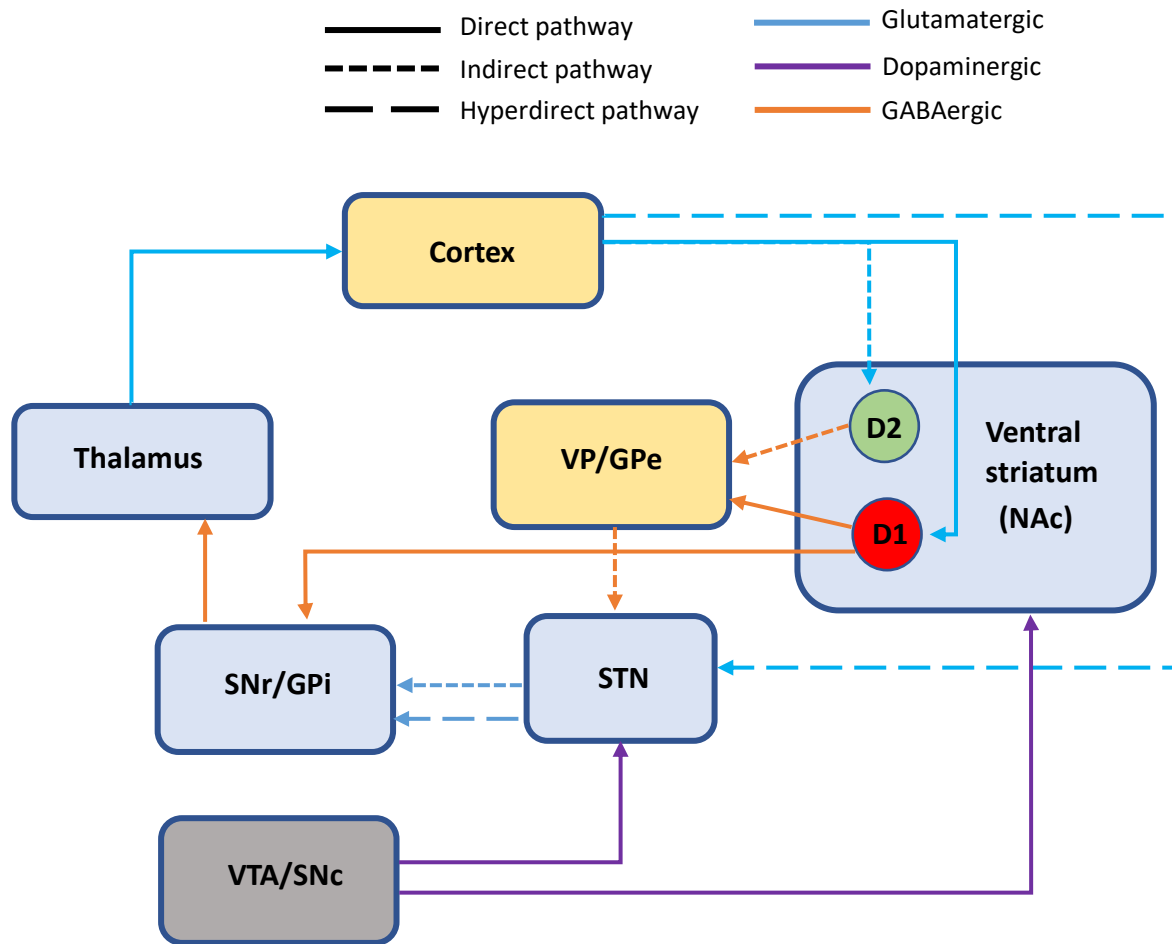 Direct pathway
Indirect pathway
Hyperdirect pathway
Glutamatergic
Dopaminergic
GABAergic
Cortex
Thalamus
VP/GPe
D2
D1
Ventral
striatum
(NAc)
SNr/GPi
STN
VTA/SNc